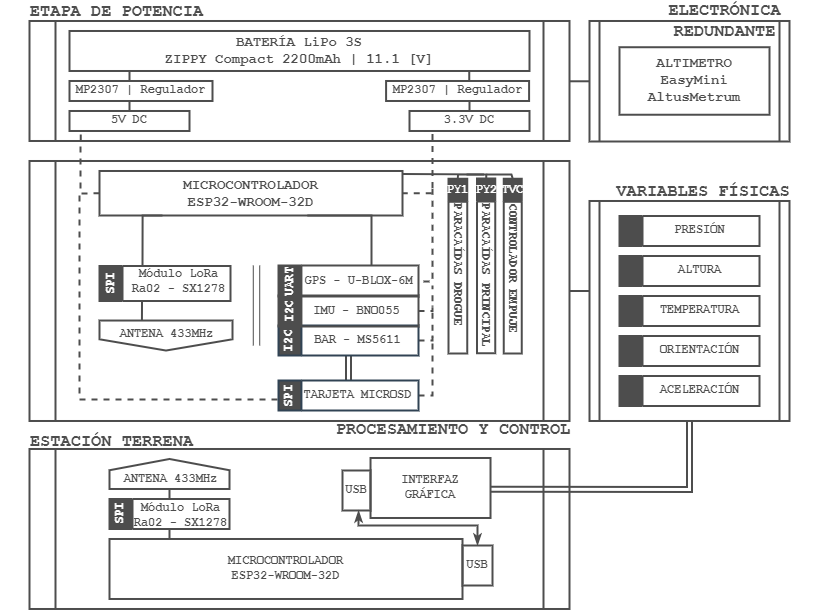 ETAPA DE POTENCIA
BATERÍA LiPo 3S
ZIPPY Compact 2200mAh | 11.1 [V]
MP2307 | Regulador
MP2307 | Regulador
5V DC
3.3V DC
ELECTRÓNICA
REDUNDANTE
ALTIMETRO
EasyMini
AltusMetrum
MICROCONTROLADOR
ESP32-WROOM-32D
PY1
PARACAÍDAS DROGUE
PY2
PARACAÍDAS PRINCIPAL
TVC
CONTROLADOR EMPUJE
SPI
Módulo LoRa
Ra02 - SX1278
ANTENA 433MHz
UART
GPS - U-BLOX-6M
I2C
IMU - BNO055
I2C
BAR - MS5611
SPI
TARJETA MICROSD
PROCESAMIENTO Y CONTROL
VARIABLES FÍSICAS
PRESIÓN
ALTURA
TEMPERATURA
ORIENTACIÓN
ACELERACIÓN
ESTACIÓN TERRENA
ANTENA 433MHz
SPI
Módulo LoRa
Ra02 - SX1278
USB
INTERFAZ
GRÁFICA
MICROCONTROLADOR
ESP32-WROOM-32D
USB